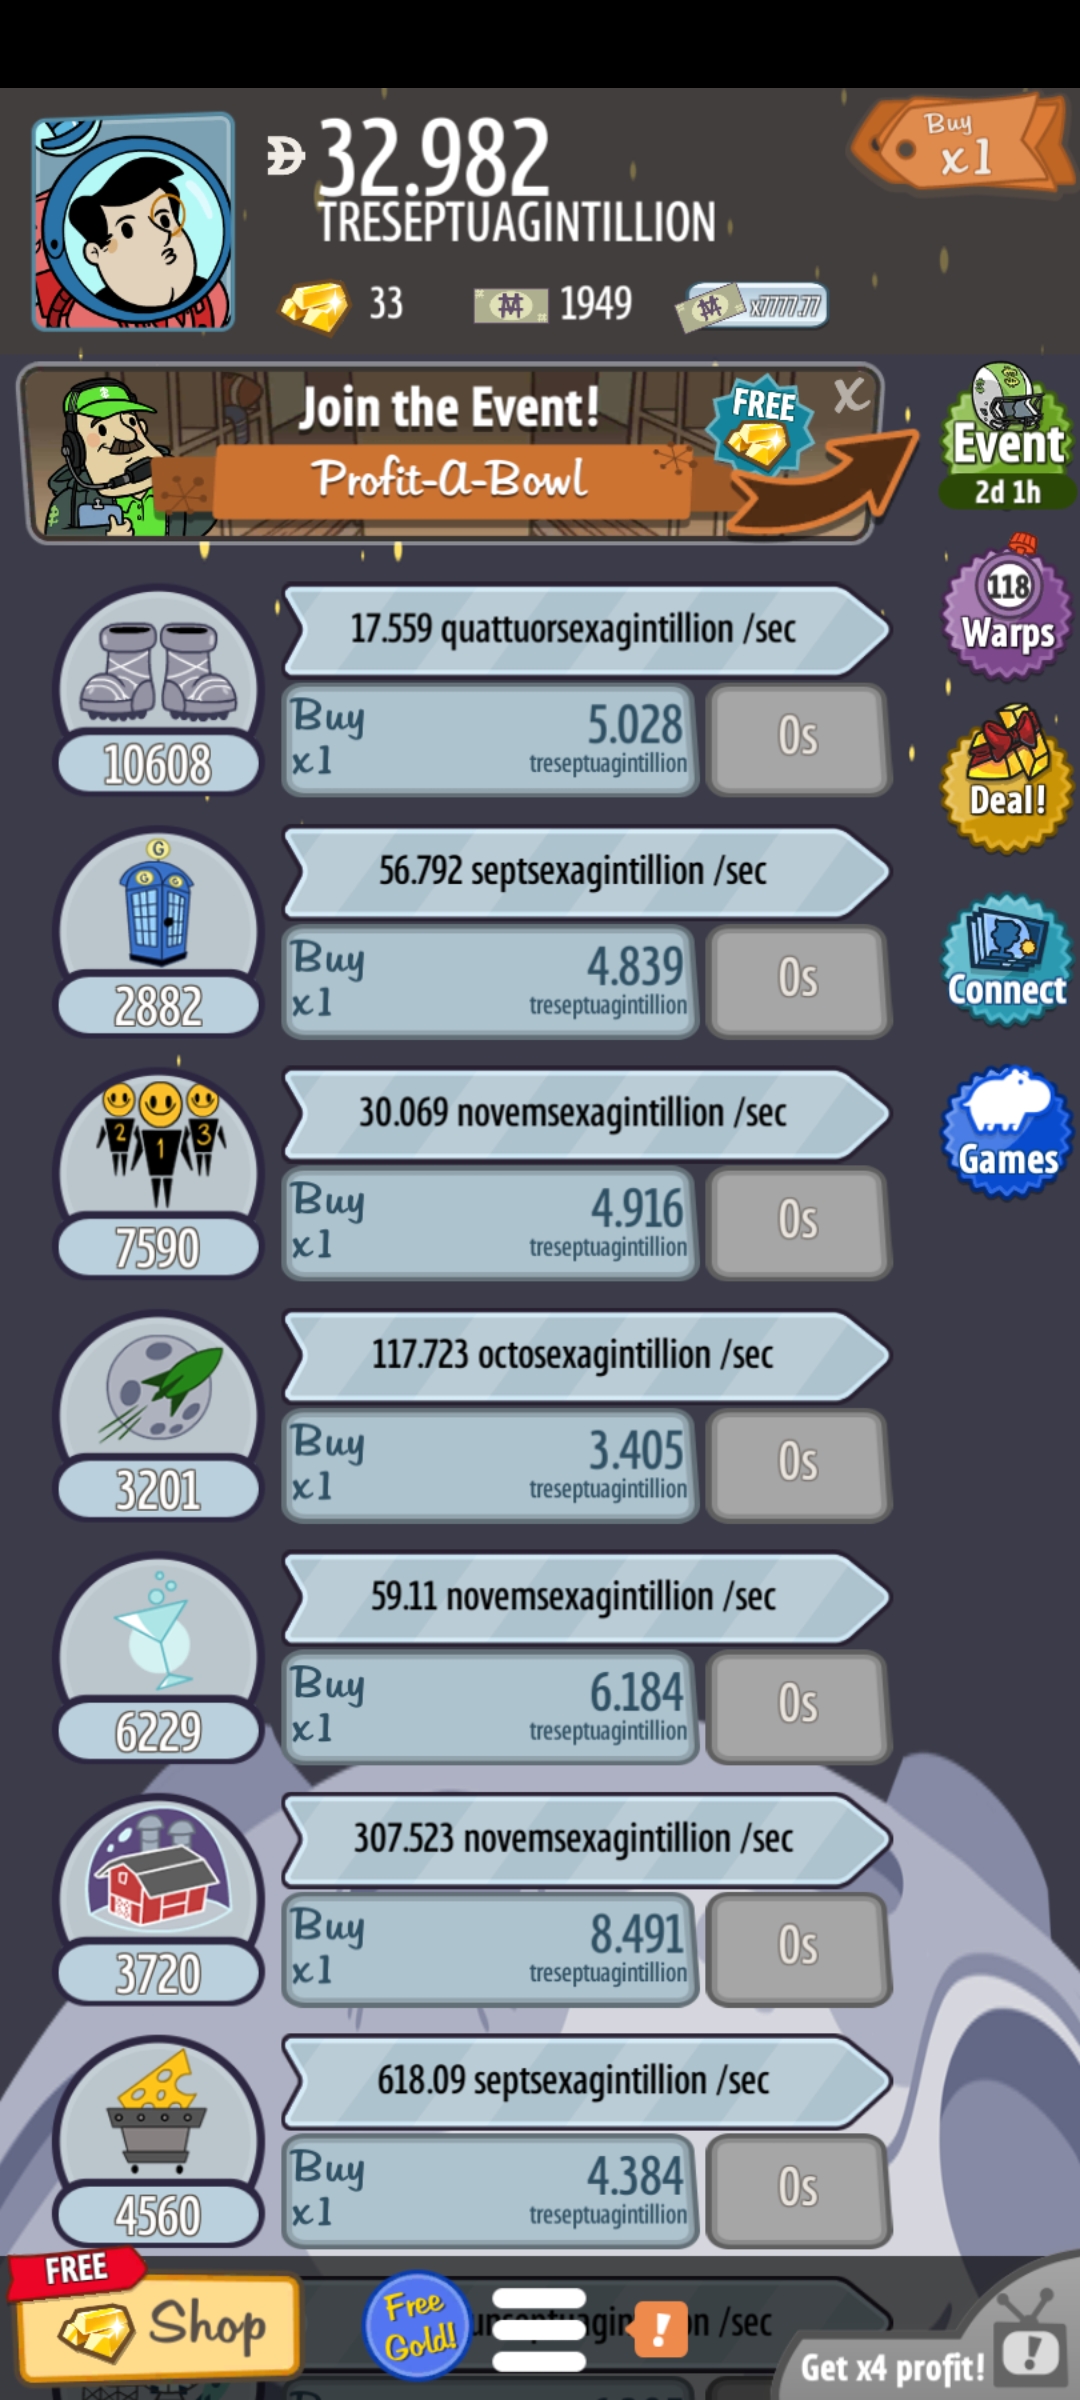 32.982
TRESEPTUAGINTILLION
Buy
x1
33
1949
x7777.77
Join the Event!
Profit-A-Bowl
FREE
X
Event
2d 1h
17.559 quattuorsexagintillion /sec
10608
Buy
x1
5.028
treseptuagintillion
0s
118
Warps
G
G G
56.792 septsexagintillion /sec
2882
Buy
x1
4.839
treseptuagintillion
0s
Deal!
Connect
2 1 3
30.069 novemsexagintillion /sec
7590
Buy
x1
4.916
treseptuagintillion
0s
Games
117.723 octosexagintillion /sec
3201
Buy
x1
3.405
treseptuagintillion
0s
59.11 novemsexagintillion /sec
6229
Buy
x1
6.184
treseptuagintillion
0s
307.523 novemsexagintillion /sec
3720
Buy
x1
8.491
treseptuagintillion
0s
618.09 septsexagintillion /sec
4560
Buy
x1
4.384
treseptuagintillion
0s
FREE
Shop
Free
Gold!
!
/sec
Get x4 profit!
!